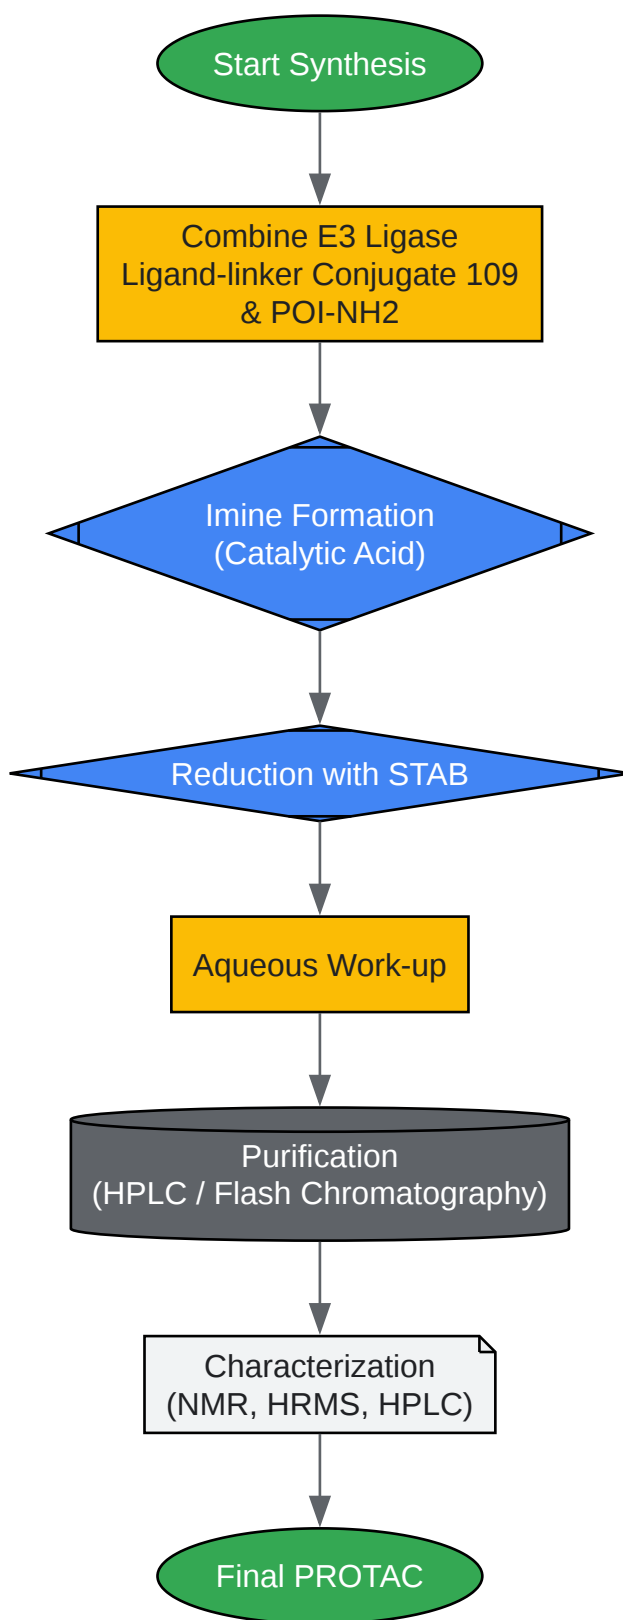 Start Synthesis
Combine E3 Ligase
Ligand-linker Conjugate 109
& POI-NH2
Imine Formation
(Catalytic Acid)
Reduction with STAB
Aqueous Work-up
Purification
(HPLC / Flash Chromatography)
Characterization
(NMR, HRMS, HPLC)
Final PROTAC